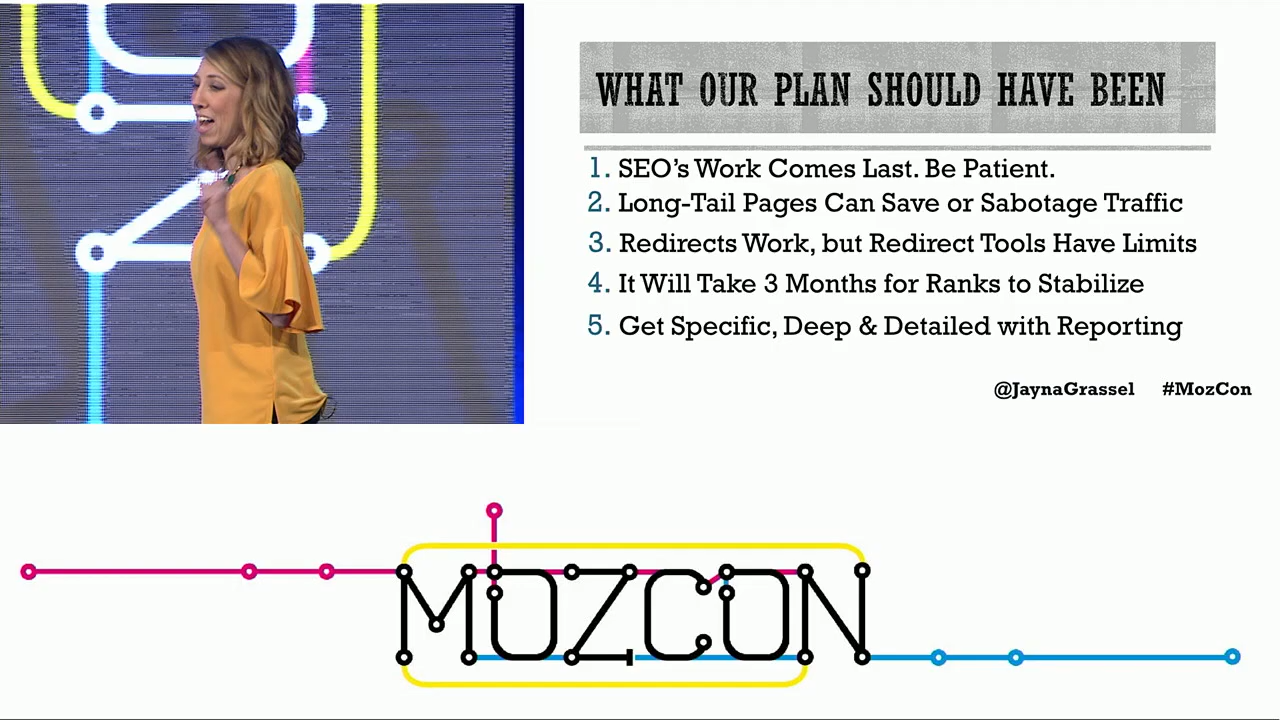 WHAT OUR PLAN SHOULD HAVE BEEN
1. SEO's Work Comes Last. Be Patient.
2. Long-Tail Pages Can Save or Sabotage Traffic
3. Redirects Work, but Redirect Tools Have Limits
4. It Will Take 3 Months for Ranks to Stabilize
5. Get Specific, Deep & Detailed with Reporting
@JaynaGrassel #MozCon
MOZCON